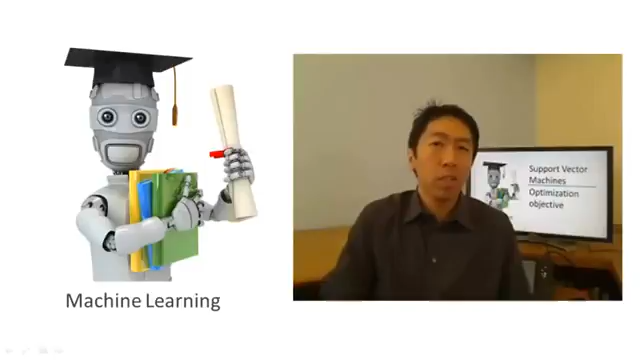 Machine Learning
Support Vector
Machines
Optimization
objective